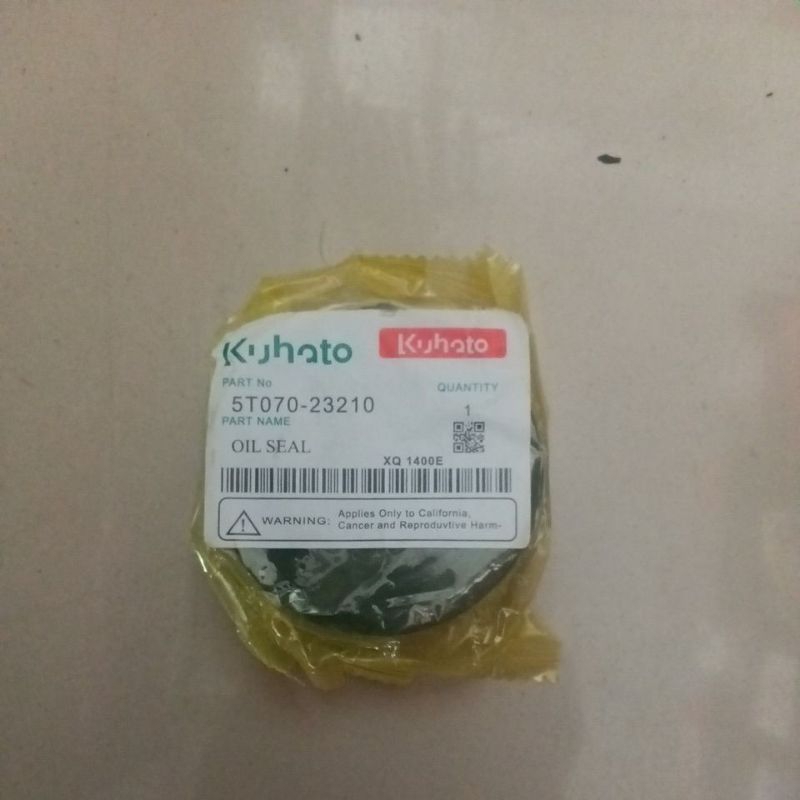 Kuhato Kuhato
PART No QUANTITY
5T070-23210 1
PART NAME
OIL SEAL
XQ 1400E
WARNING: Applies Only to California,
Cancer and Reproduvtive Harm-